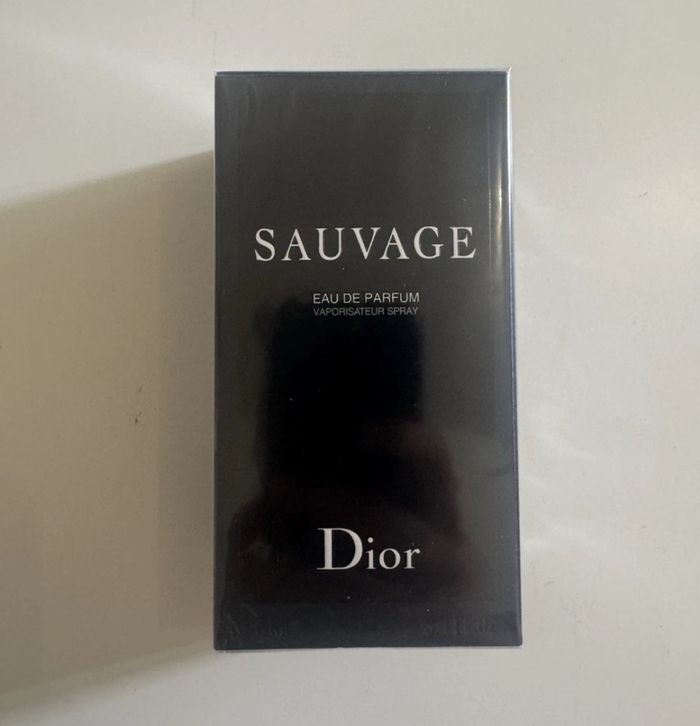 SAUVAGE
EAU DE PARFUM
VAPORISATEUR SPRAY
Dior